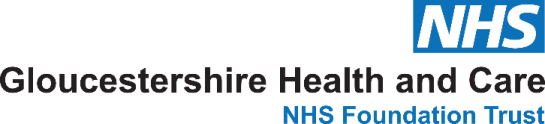 NHS
Gloucestershire Health and Care
NHS Foundation Trust